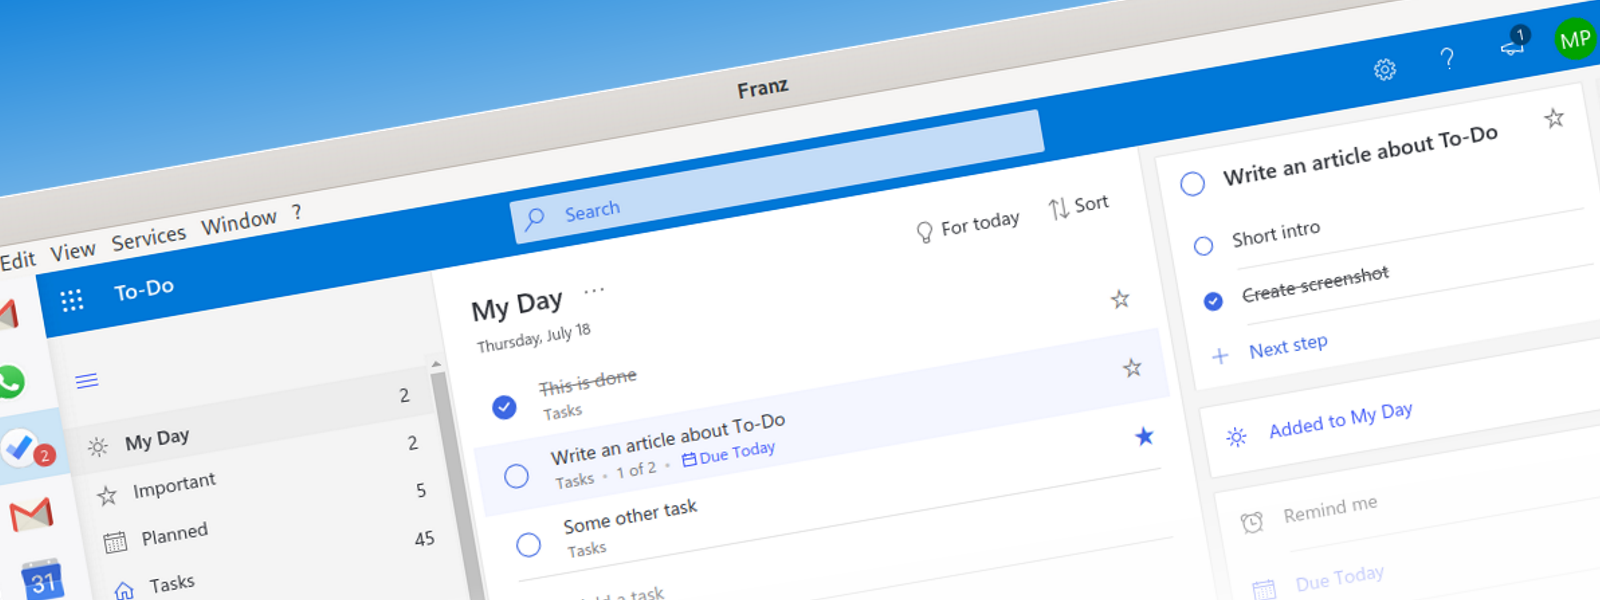 Franz
Edit View Services Window ?
1
MP
To-Do
Search
My Day
2
Important
2
Planned
5
Tasks
45
2
31
My Day ...
Thursday, July 18
For today
Sort
This is done
Tasks
Write an article about To-Do
Tasks • 1 of 2 • Due Today
Some other task
Tasks
a task
Write an article about To-Do
Short intro
Create screenshot
Next step
Added to My Day
Remind me
Due Today